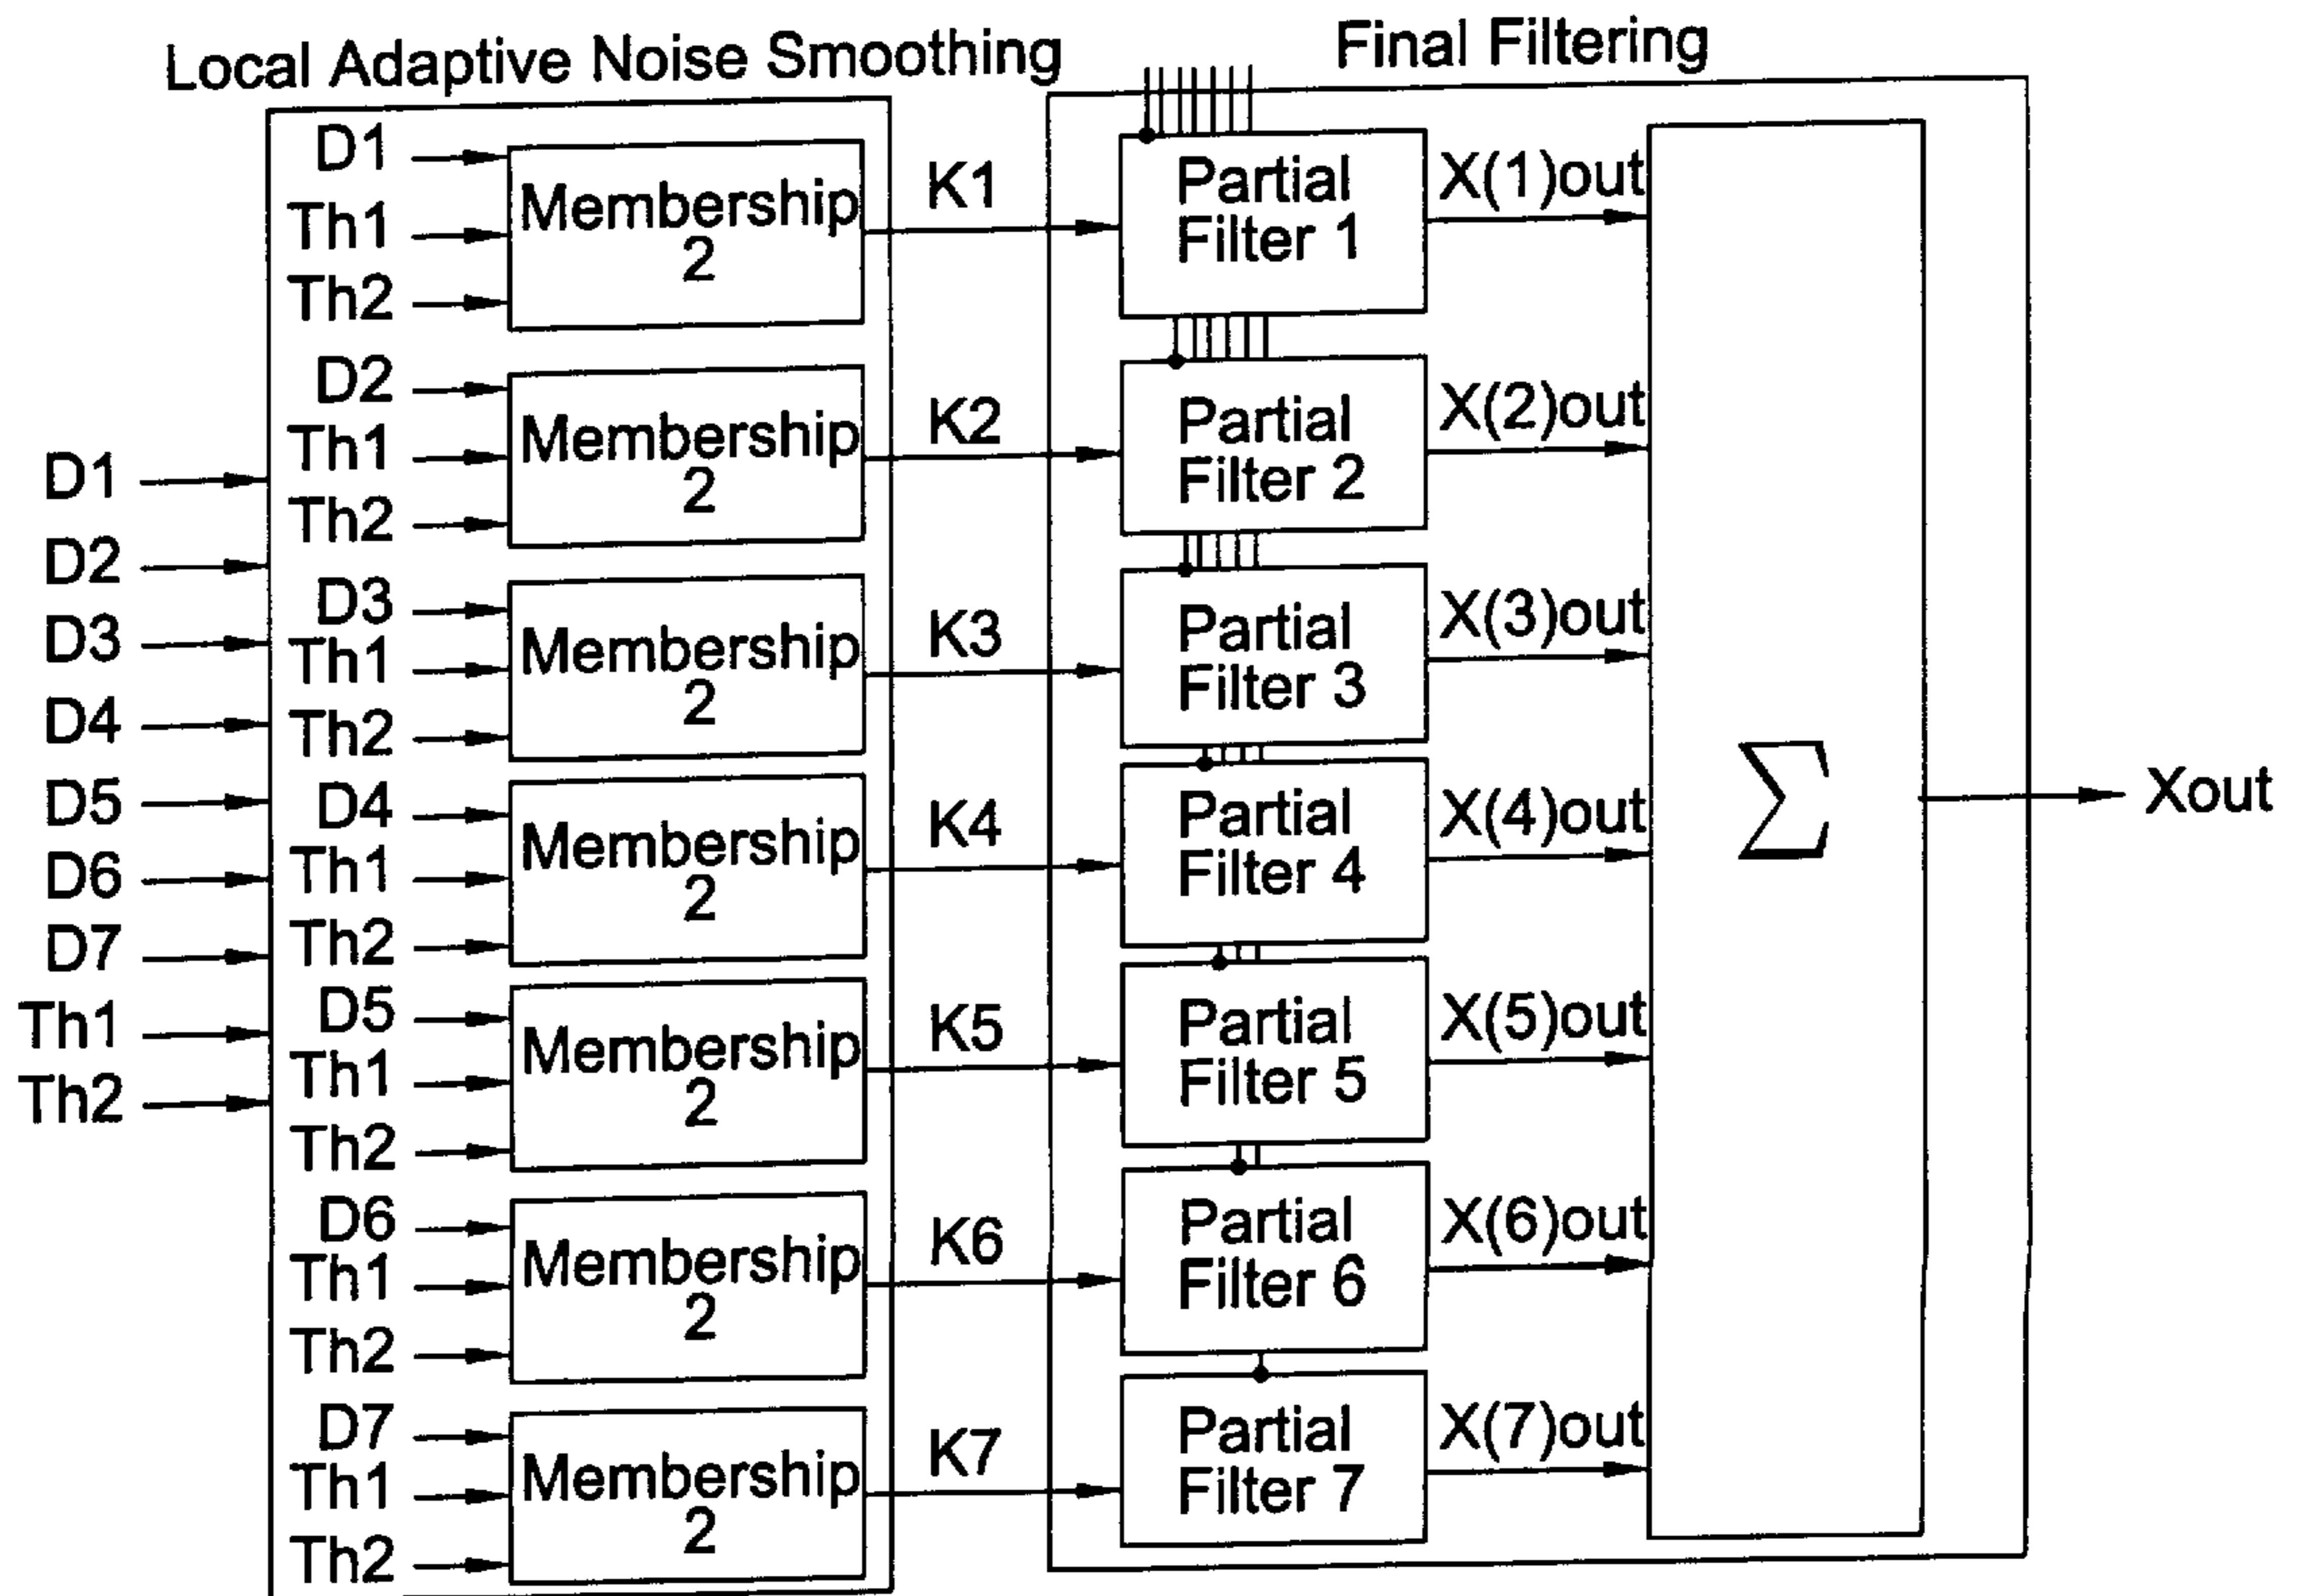 Local Adaptive Noise Smoothing
Final Filtering
D1
D2
D3
D4
D5
D6
D7
Th1
Th2
D1
Th1
Th2
Membership
2
K1
Partial
Filter 1
X(1)out
D2
Th1
Th2
Membership
2
K2
Partial
Filter 2
X(2)out
D3
Th1
Th2
Membership
2
K3
Partial
Filter 3
X(3)out
D4
Th1
Th2
Membership
2
K4
Partial
Filter 4
X(4)out
D5
Th1
Th2
Membership
2
K5
Partial
Filter 5
X(5)out
D6
Th1
Th2
Membership
2
K6
Partial
Filter 6
X(6)out
D7
Th1
Th2
Membership
2
K7
Partial
Filter 7
X(7)out
Σ
Xout